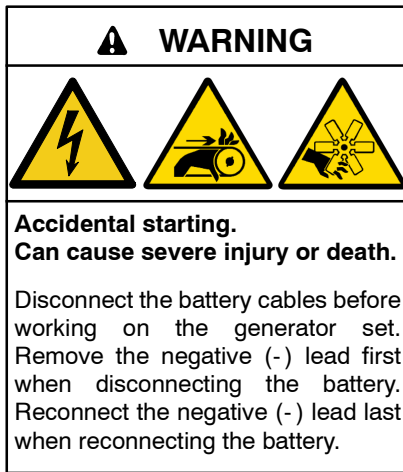 WARNING
Accidental starting.
Can cause severe injury or death.
Disconnect the battery cables before
working on the generator set.
Remove the negative (-) lead first
when disconnecting the battery.
Reconnect the negative (-) lead last
when reconnecting the battery.